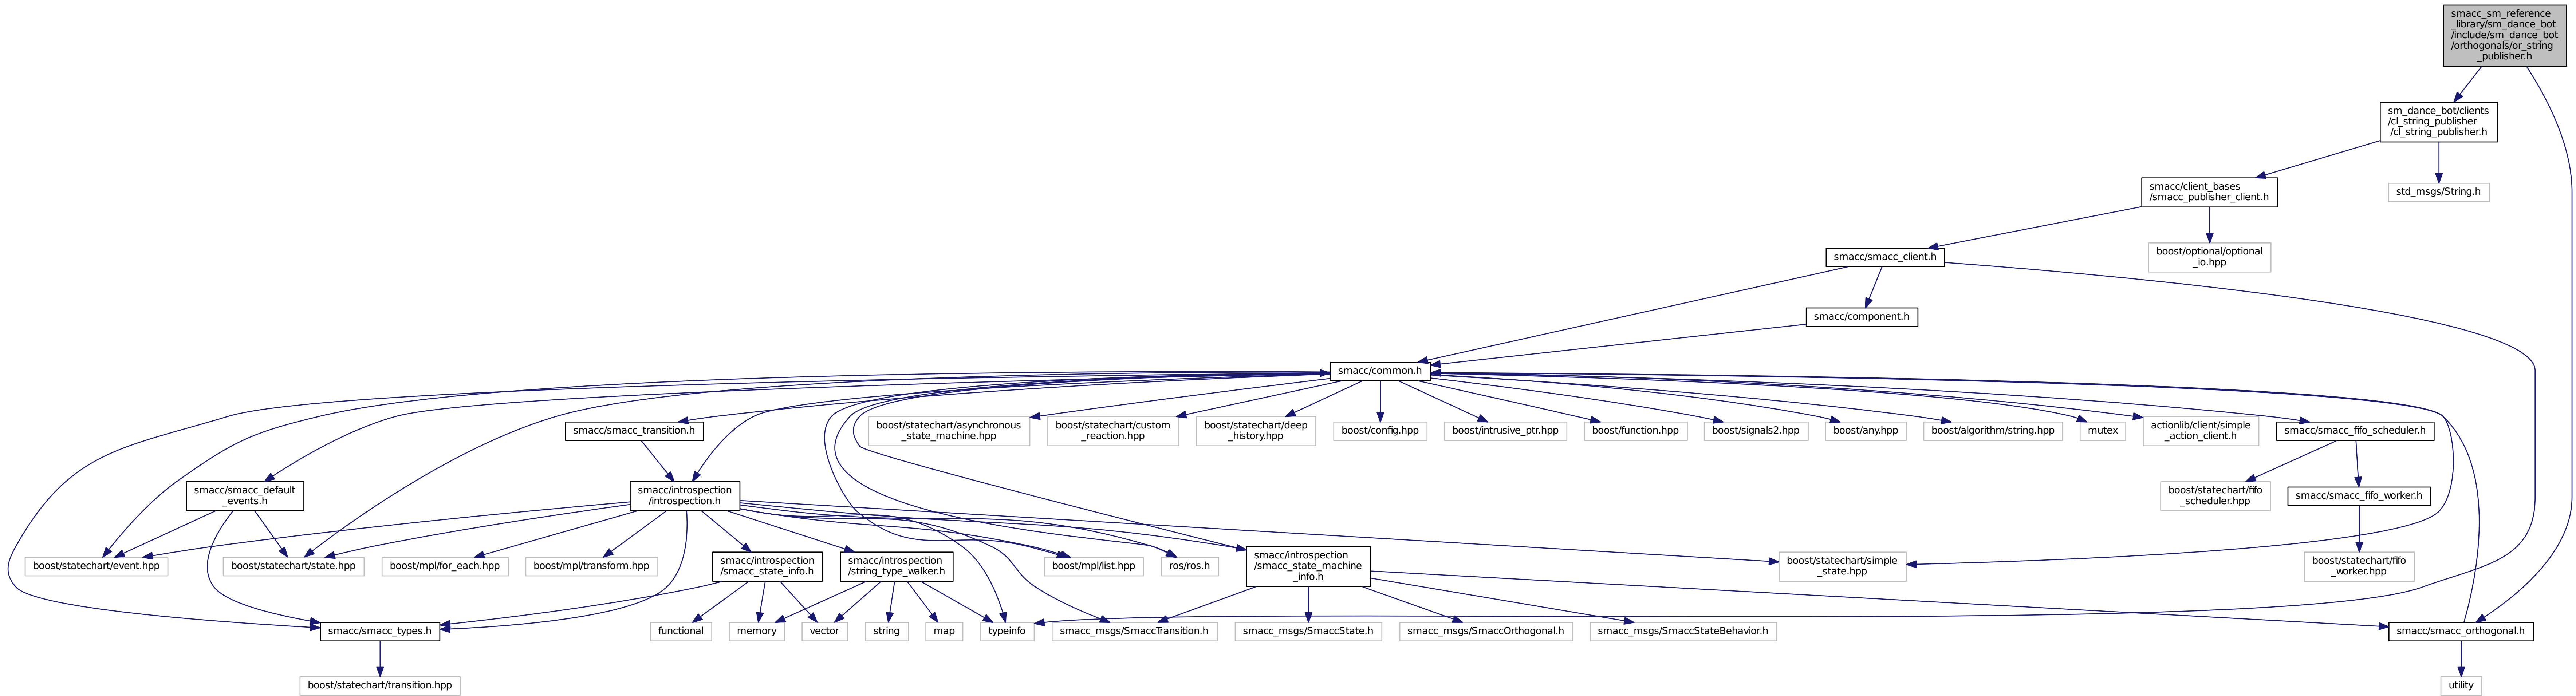 smacc_sm_reference
_library/sm_dance_bot
/include/sm_dance_bot
/orthogonals/or_string
_publisher.h
sm_dance_bot/clients
/cl_string_publisher
/cl_string_publisher.h
smacc/client_bases
/smacc_publisher_client.h
std_msgs/String.h
smacc/smacc_client.h
boost/optional/optional
_io.hpp
smacc/component.h
smacc/common.h
smacc/smacc_transition.h
boost/statechart/asynchronous
_state_machine.hpp
boost/statechart/custom
_reaction.hpp
boost/statechart/deep
_history.hpp
boost/config.hpp
boost/intrusive_ptr.hpp
boost/function.hpp
boost/signals2.hpp
boost/any.hpp
boost/algorithm/string.hpp
mutex
actionlib/client/simple
_action_client.h
smacc/smacc_fifo_scheduler.h
smacc/smacc_default
_events.h
smacc/introspection
/introspection.h
boost/statechart/fifo
_scheduler.hpp
smacc/smacc_fifo_worker.h
boost/statechart/event.hpp
boost/statechart/state.hpp
boost/mpl/for_each.hpp
boost/mpl/transform.hpp
smacc/introspection
/smacc_state_info.h
smacc/introspection
/string_type_walker.h
boost/mpl/list.hpp
ros/ros.h
smacc/introspection
/smacc_state_machine
_info.h
boost/statechart/simple
_state.hpp
boost/statechart/fifo
_worker.hpp
smacc/smacc_types.h
functional
memory
vector
string
map
typeinfo
smacc_msgs/SmaccTransition.h
smacc_msgs/SmaccState.h
smacc_msgs/SmaccOrthogonal.h
smacc_msgs/SmaccStateBehavior.h
smacc/smacc_orthogonal.h
boost/statechart/transition.hpp
utility